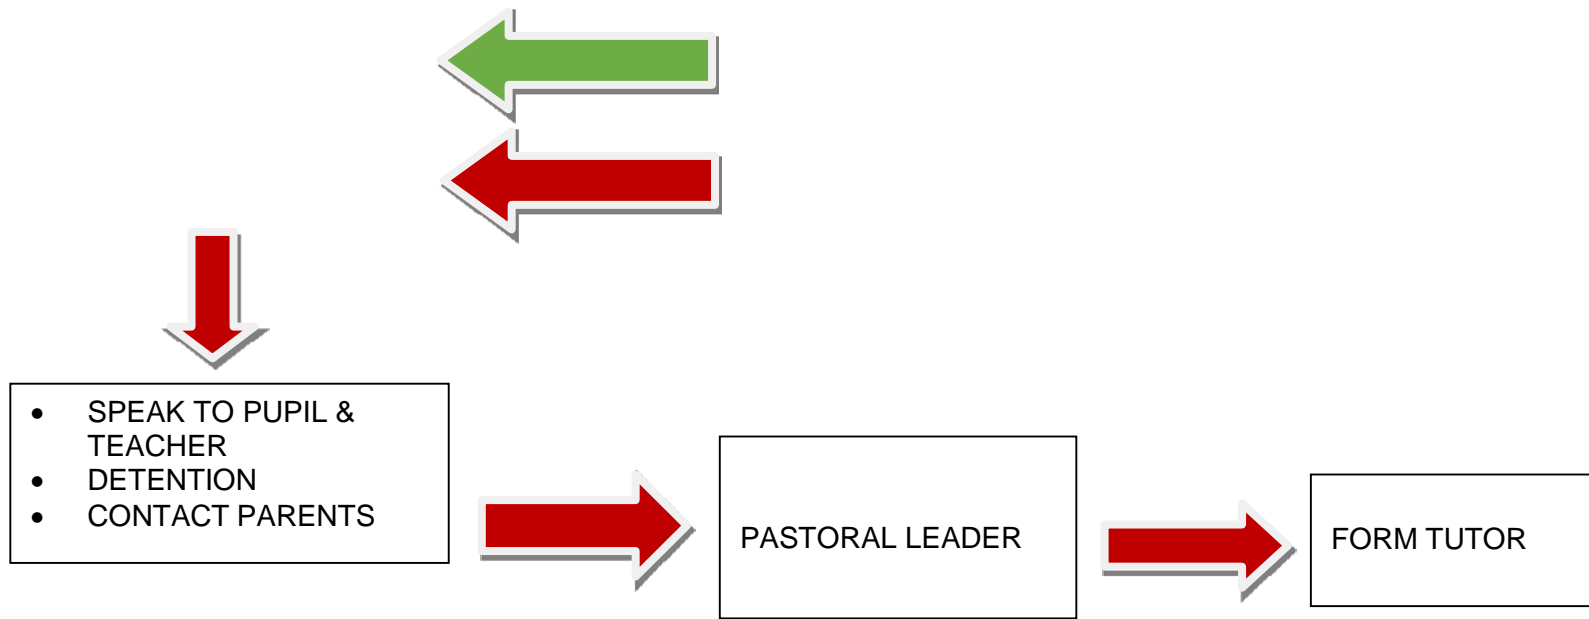 • SPEAK TO PUPIL &
TEACHER
• DETENTION
• CONTACT PARENTS
PASTORAL LEADER
FORM TUTOR